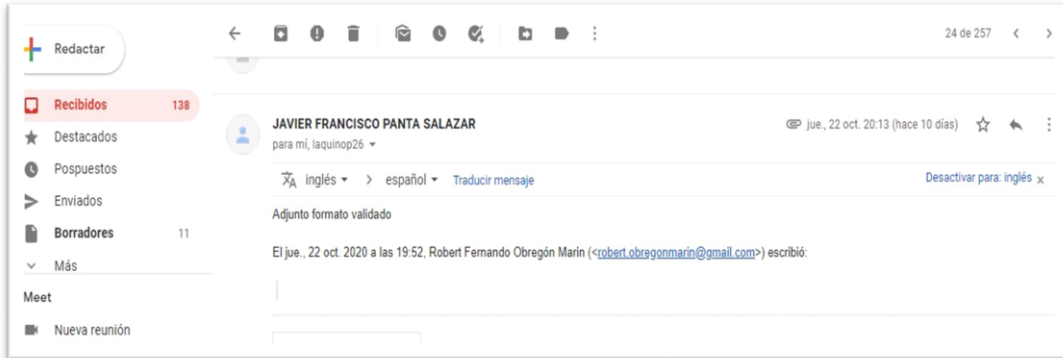 Redactar
Recibidos 138
Destacados
Pospuestos
Enviados
Borradores 11
Más
Meet
Nueva reunión
24 de 257
JAVIER FRANCISCO PANTA SALAZAR
jue., 22 oct. 20:13 (hace 10 días)
para mí, laquinop26
inglés > español Traducir mensaje
Desactivar para: inglés x
Adjunto formato validado
El jue., 22 oct. 2020 a las 19:52, Robert Fernando Obregón Marin (<robert.obregonmarin@gmail.com>) escribió: